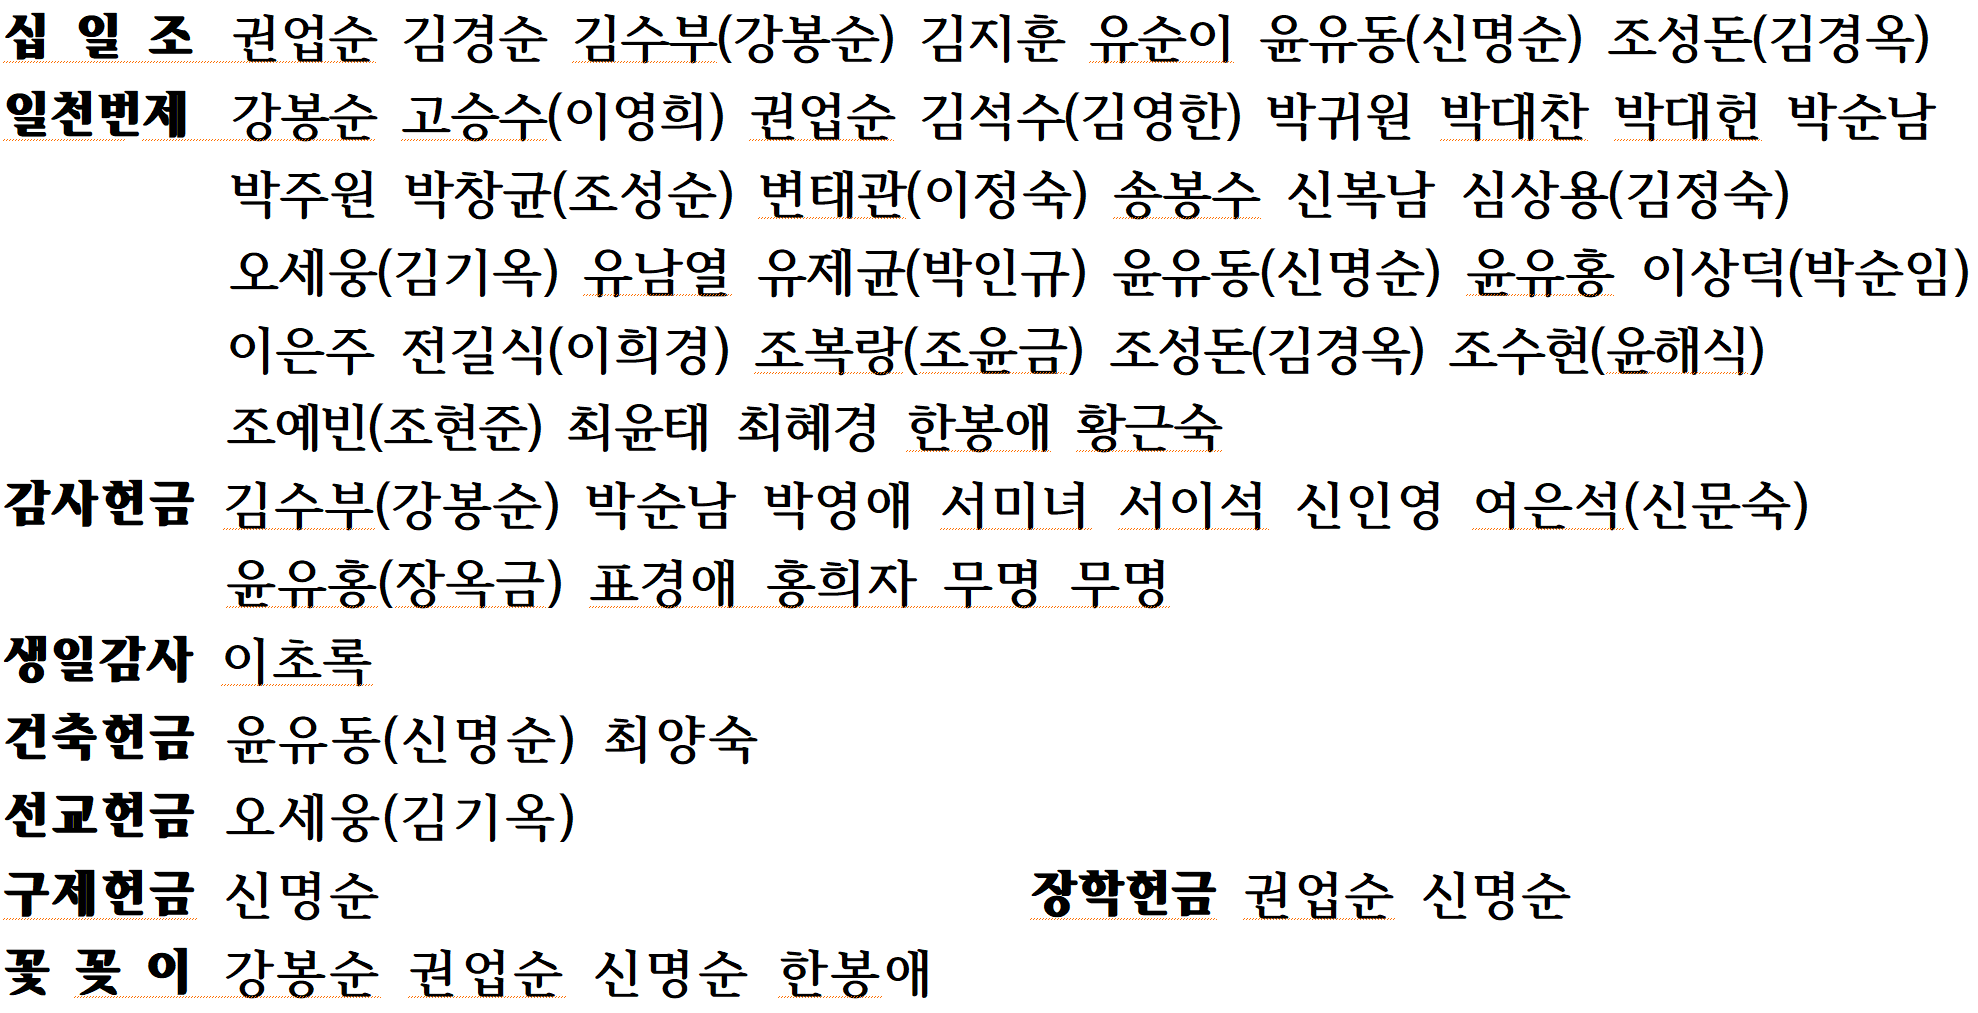 십 일 조 권업순 김경순 김수부(강봉순) 김지훈 유순이 윤유동(신명순) 조성돈(김경옥)
일천번제 강봉순 고승수(이영희) 권업순 김석수(김영한) 박귀원 박대찬 박대헌 박순남
박주원 박창균(조성순) 변태관(이정숙) 송봉수 신복남 심상용(김정숙)
오세웅(김기옥) 유남열 유제균(박인규) 윤유동(신명순) 윤유홍 이상덕(박순임)
이은주 전길식(이희경) 조복랑(조윤금) 조성돈(김경옥) 조수현(윤해식)
조예빈(조현준) 최윤태 최혜경 한봉애 황근숙
감사헌금 김수부(강봉순) 박순남 박영애 서미녀 서이석 신인영 여은석(신문숙)
윤유홍(장옥금) 표경애 홍희자 무명 무명
생일감사 이초록
건축헌금 윤유동(신명순) 최양숙
선교헌금 오세웅(김기옥)
구제헌금 신명순 장학헌금 권업순 신명순
꽃 꽂 이 강봉순 권업순 신명순 한봉애